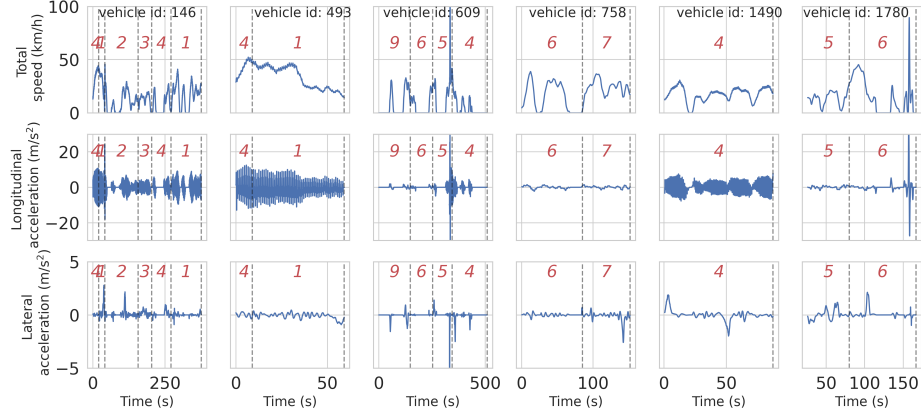 vehicle id: 146
vehicle id: 493
vehicle id: 609
vehicle id: 758
vehicle id: 1490
vehicle id: 1780
Total
speed (km/h)
100
50
0
4 1 2 3 4 1
4 1
9 6 5 4
6 7
4
5 6
Longitudinal
acceleration (m/s²)
20
0
−20
4 1 2 3 4 1
4 1
9 6 5 4
6 7
4
5 6
Lateral
acceleration (m/s²)
5
0
−5
4 1 2 3 4 1
4 1
9 6 5 4
6 7
4
5 6
0 250
0 50
0 500
0 100
0 50
50 100 150
Time (s)
Time (s)
Time (s)
Time (s)
Time (s)
Time (s)